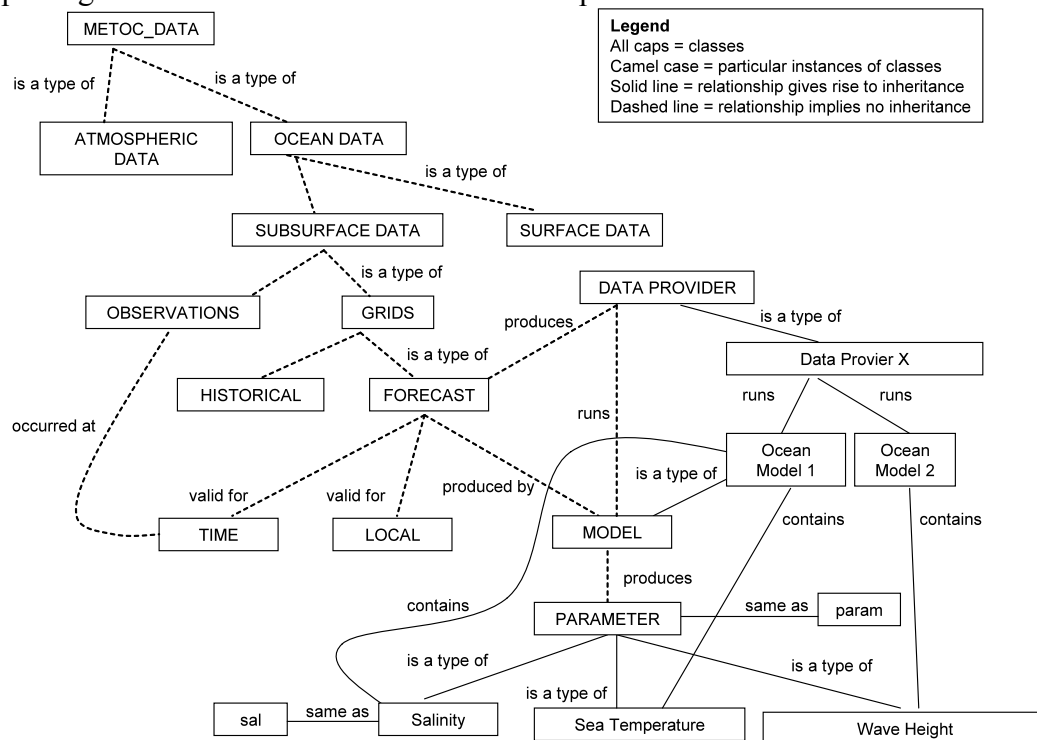 METOC_DATA
Legend
All caps = classes
Camel case = particular instances of classes
Solid line = relationship gives rise to inheritance
Dashed line = relationship implies no inheritance
is a type of
is a type of
ATMOSPHERIC
DATA
OCEAN DATA
is a type of
SUBSURFACE DATA
SURFACE DATA
is a type of
DATA PROVIDER
OBSERVATIONS
GRIDS
produces
is a type of
is a type of
Data Provier X
HISTORICAL
FORECAST
runs
runs
runs
occurred at
Ocean
Model 1
Ocean
Model 2
is a type of
produced by
valid for
valid for
contains
contains
TIME
LOCAL
MODEL
produces
contains
PARAMETER
same as
param
is a type of
is a type of
is a type of
sal
same as
Salinity
Sea Temperature
Wave Height